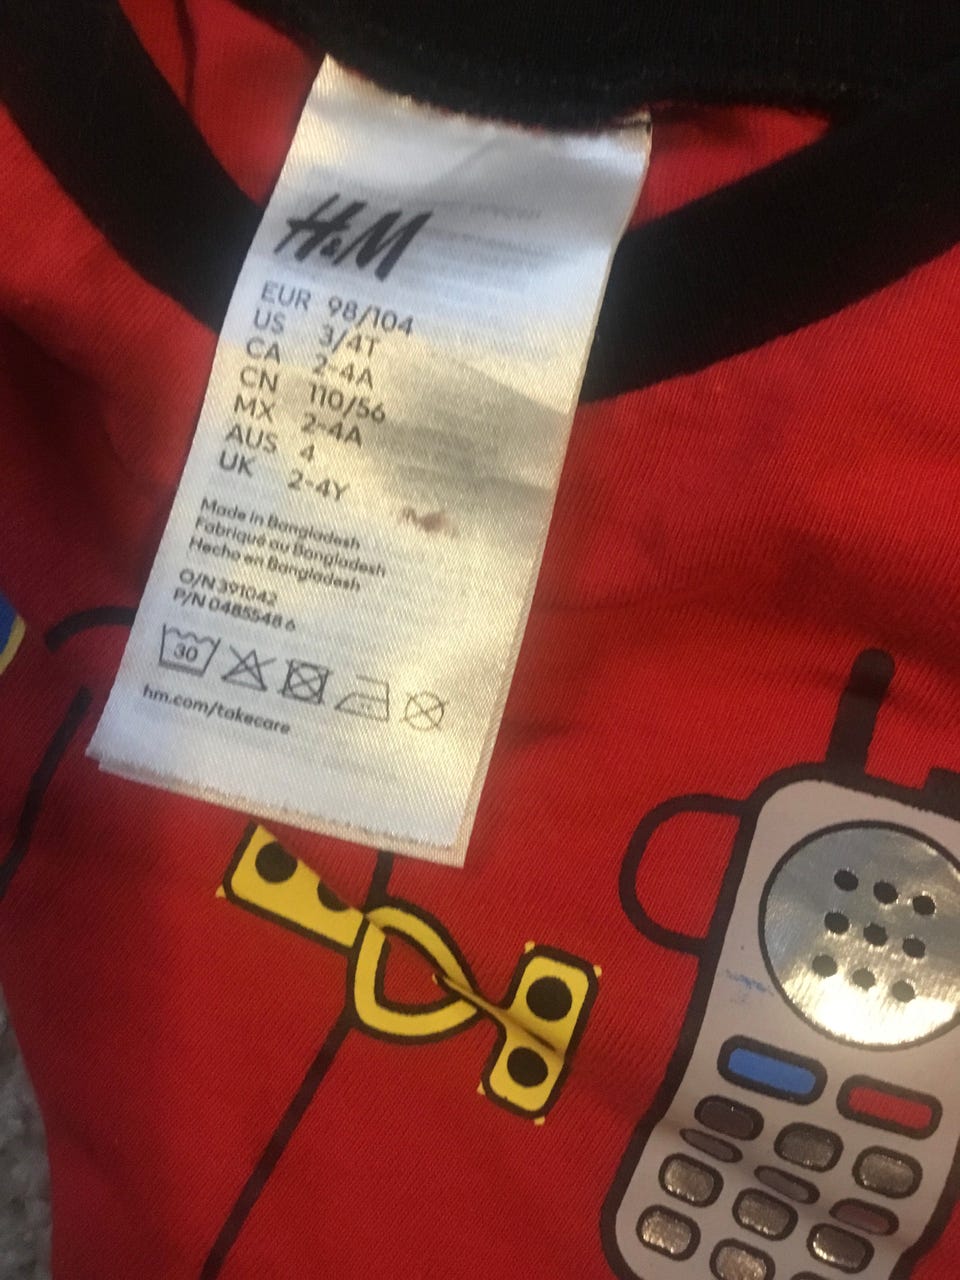 H&M
EUR 98/104
US 3/4T
CA 2-4A
CN 110/56
MX 2-4A
AUS 4
UK 2-4Y
Made in Bangladesh
Fabriqué au Bangladesh
Hecho en Bangladesh
O/N 391042
P/N 0485548 6
30
hm.com/takecare